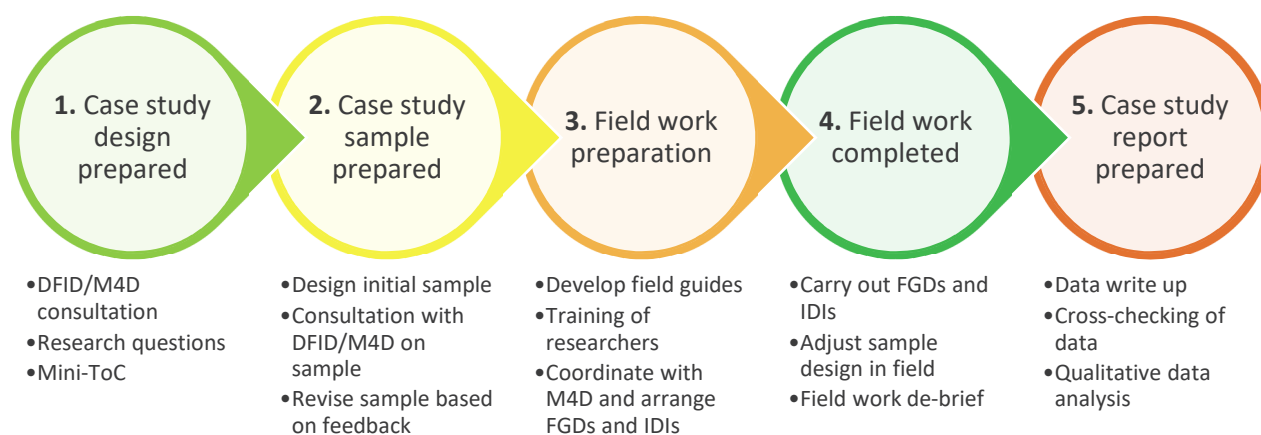 1. Case study
design
prepared
2. Case study
sample
prepared
3. Field work
preparation
4. Field work
completed
5. Case study
report
prepared
•DFID/M4D
consultation
•Research questions
•Mini-ToC
•Design initial sample
•Consultation with
DFID/M4D on
sample
•Revise sample based
on feedback
•Develop field guides
•Training of
researchers
•Coordinate with
M4D and arrange
FGDs and IDIs
•Carry out FGDs and
IDIs
•Adjust sample
design in field
•Field work de-brief
•Data write up
•Cross-checking of
data
•Qualitative data
analysis